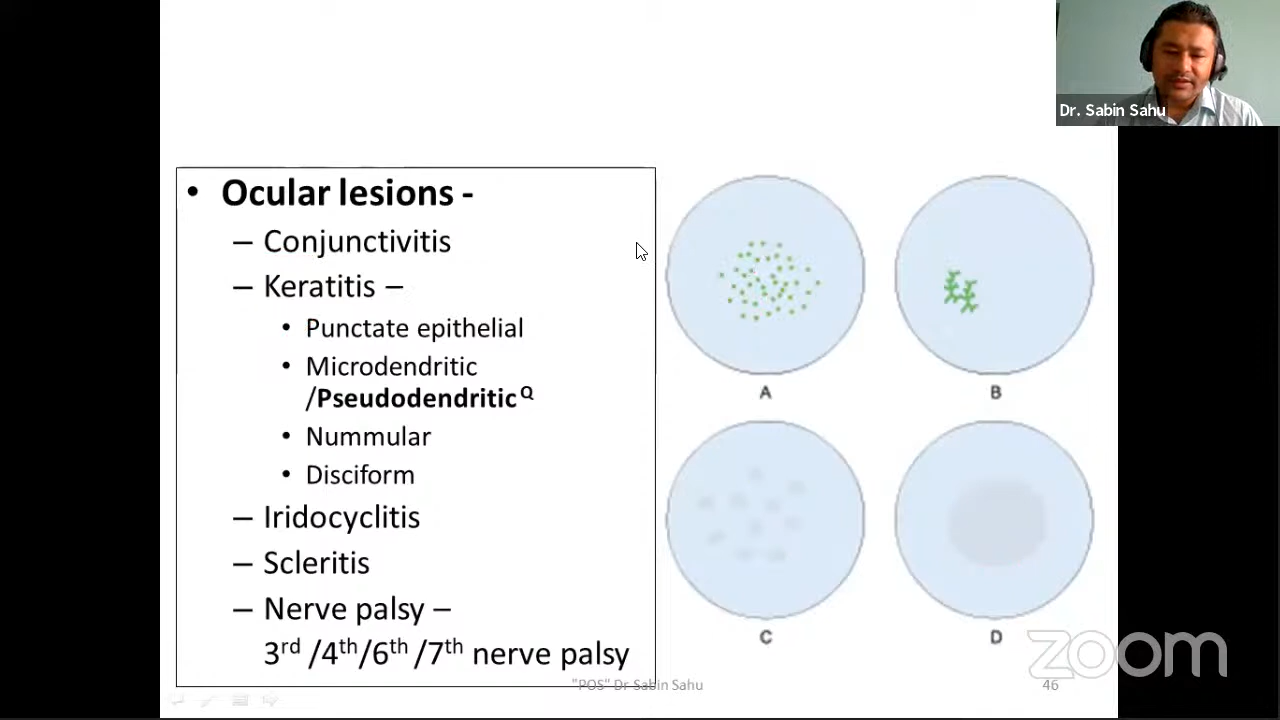 Dr. Sabin Sahu
• Ocular lesions -
– Conjunctivitis
– Keratitis –
• Punctate epithelial
• Microdendritic
/Pseudodendritic^Q
• Nummular
• Disciform
– Iridocyclitis
– Scleritis
– Nerve palsy –
3rd /4th/6th /7th nerve palsy
A
B
C
D
"POS" Dr Sabin Sahu
46
zoom